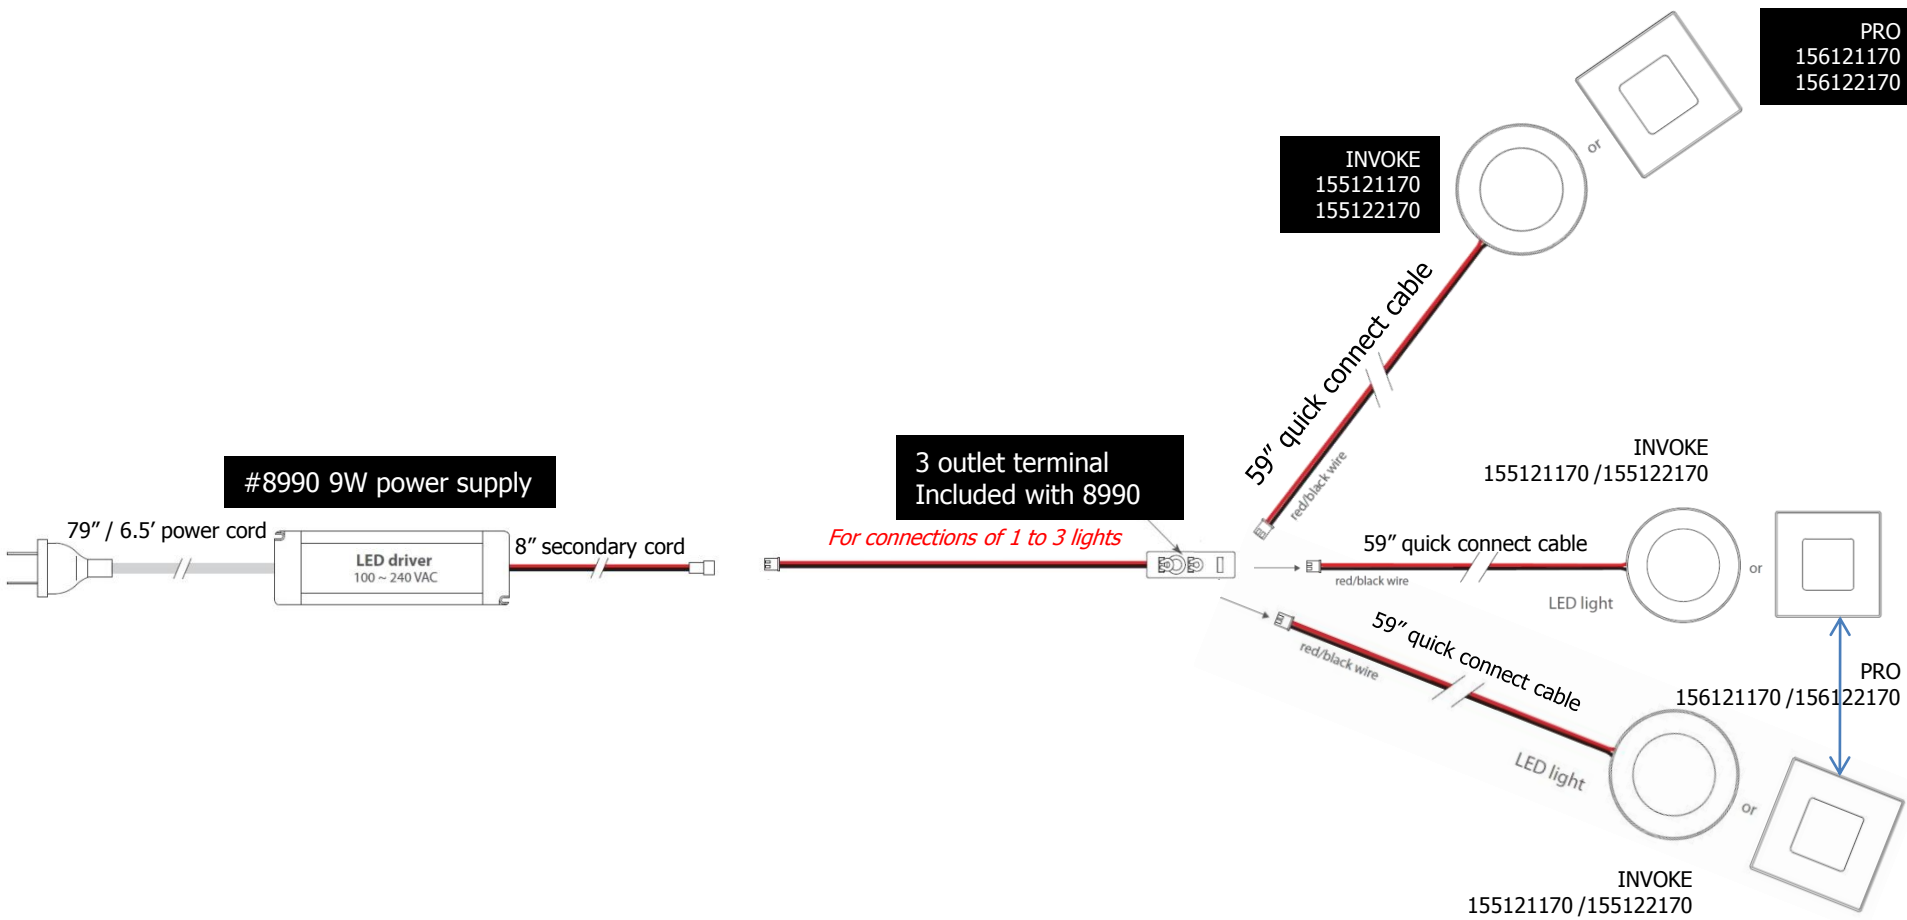 PRO
156121170
156122170
or
INVOKE
155121170
155122170
59" quick connect cable
red/black wire
#8990 9W power supply
79" / 6.5' power cord
LED driver
100 ~ 240 VAC
8" secondary cord
3 outlet terminal
Included with 8990
For connections of 1 to 3 lights
INVOKE
155121170 /155122170
59" quick connect cable
red/black wire
LED light
or
59" quick connect cable
red/black wire
PRO
156121170 /156122170
LED light
or
INVOKE
155121170 /155122170